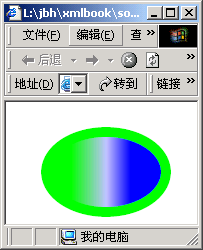 L:\jbh\xmlbook\so...
文件(F) 编辑(E) 查 »
后退
地址(D) 转到 链接 »
我的电脑